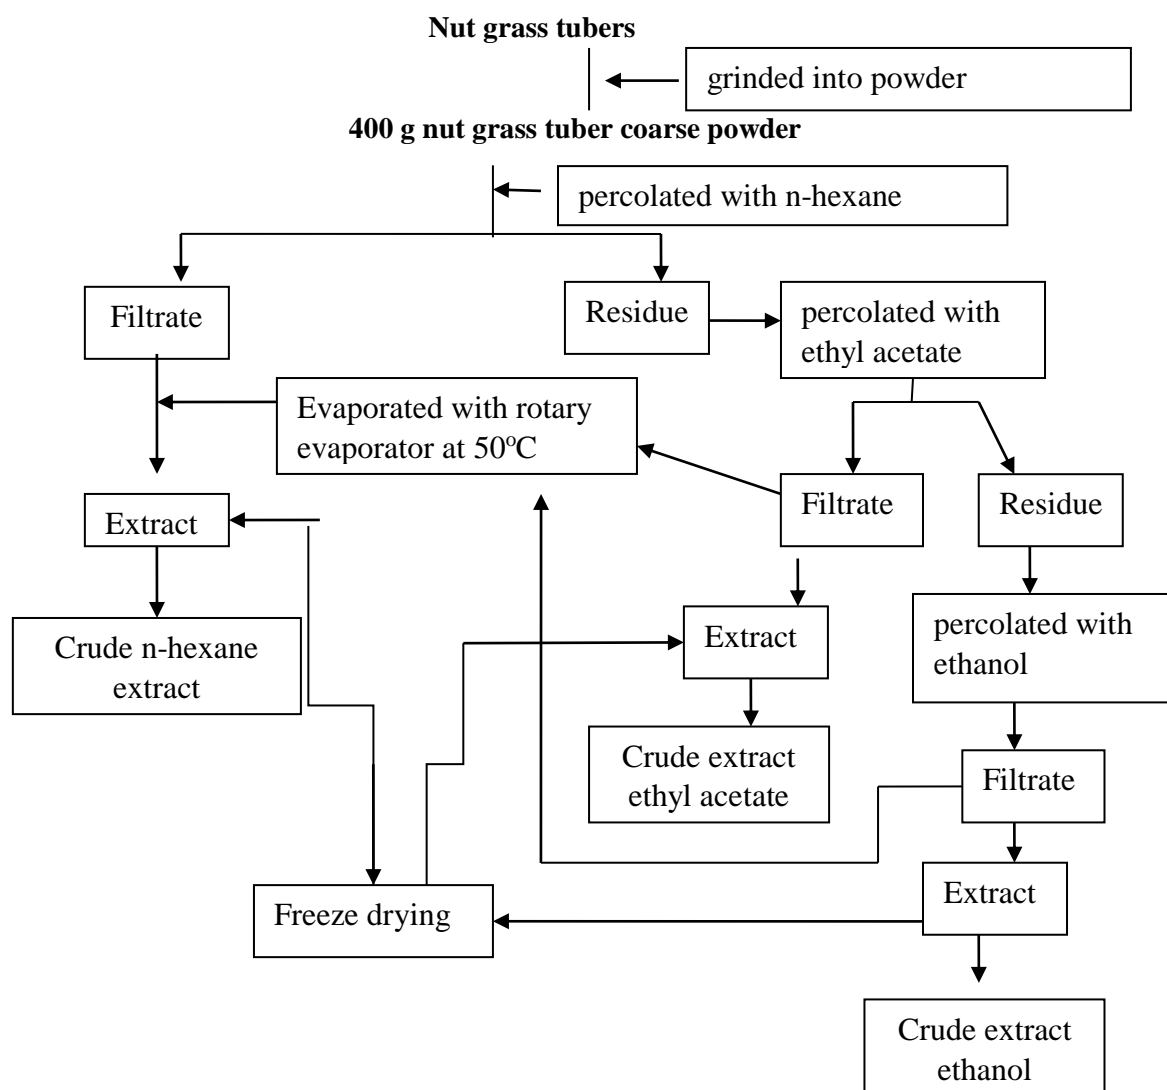 Nut grass tubers
grinded into powder
400 g nut grass tuber coarse powder
percolated with n-hexane
Filtrate
Residue
percolated with
ethyl acetate
Evaporated with rotary
evaporator at 50ºC
Filtrate
Residue
Extract
Extract
percolated with
ethanol
Crude n-hexane
extract
Crude extract
ethyl acetate
Filtrate
Extract
Freeze drying
Crude extract
ethanol